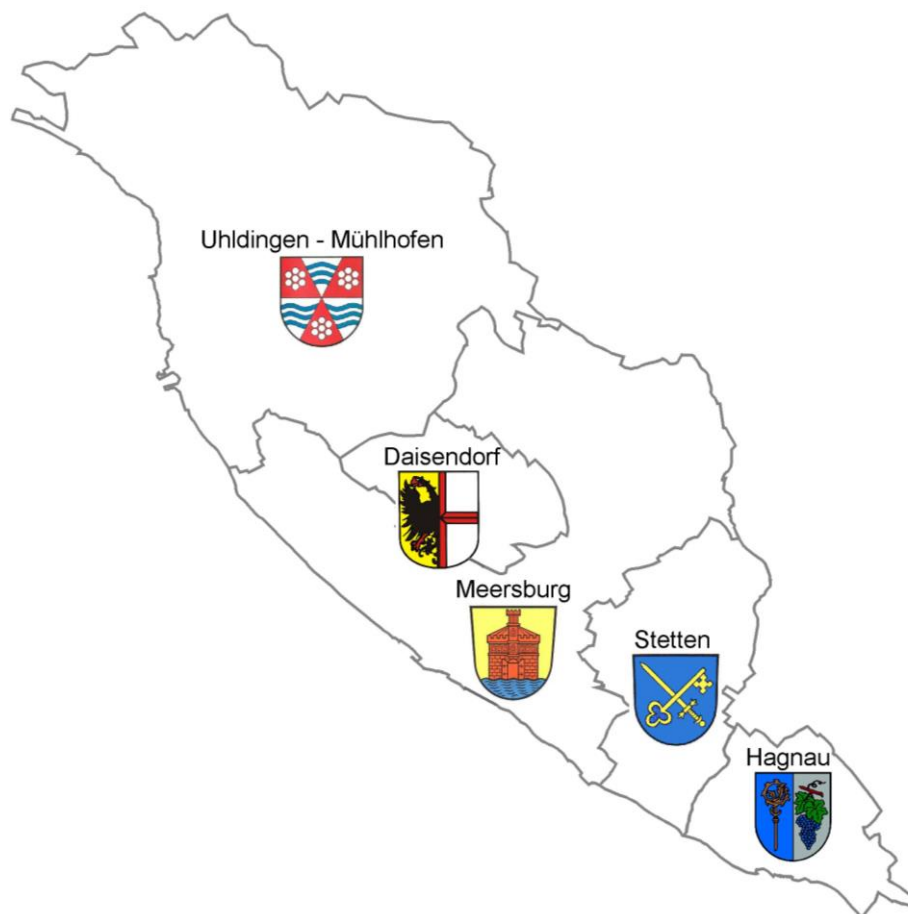 Uhldingen - Mühlhofen
Daisendorf
Meersburg
Stetten
Hagnau